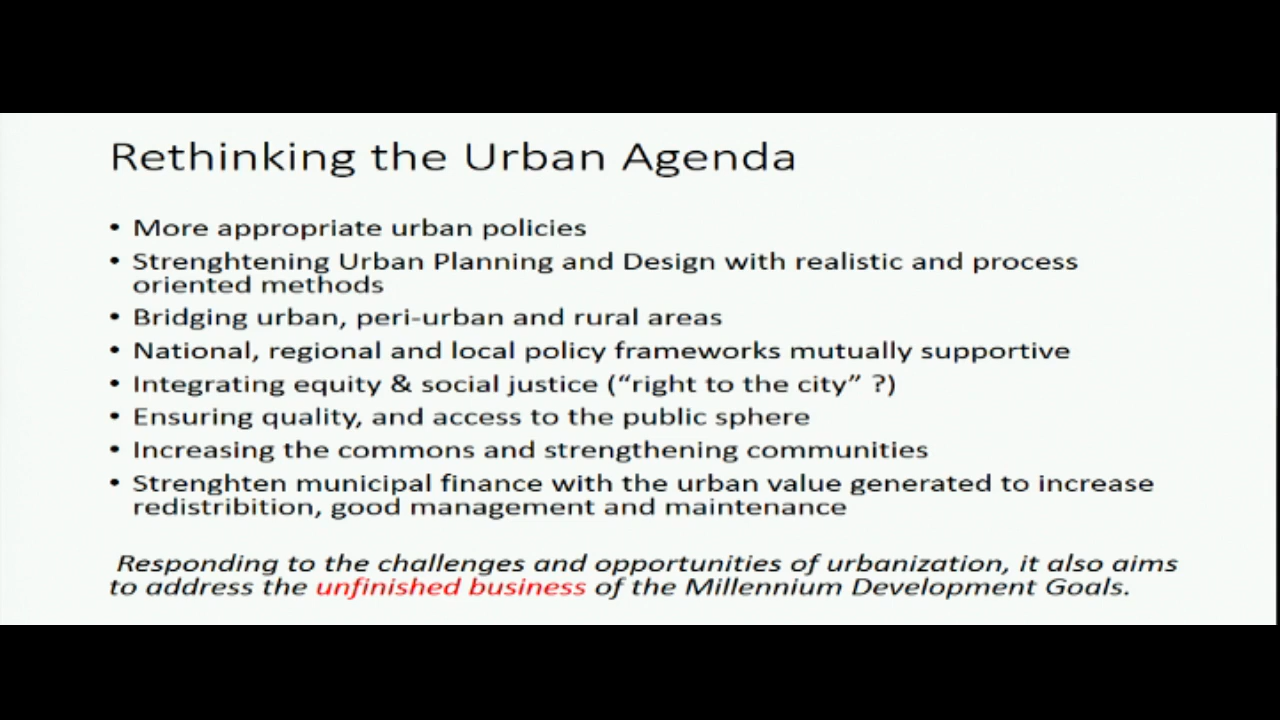 Rethinking the Urban Agenda
• More appropriate urban policies
• Strenghtening Urban Planning and Design with realistic and process
oriented methods
• Bridging urban, peri-urban and rural areas
• National, regional and local policy frameworks mutually supportive
• Integrating equity & social justice (“right to the city” ?)
• Ensuring quality, and access to the public sphere
• Increasing the commons and strengthening communities
• Strenghten municipal finance with the urban value generated to increase
redistribition, good management and maintenance
Responding to the challenges and opportunities of urbanization, it also aims
to address the unfinished business of the Millennium Development Goals.